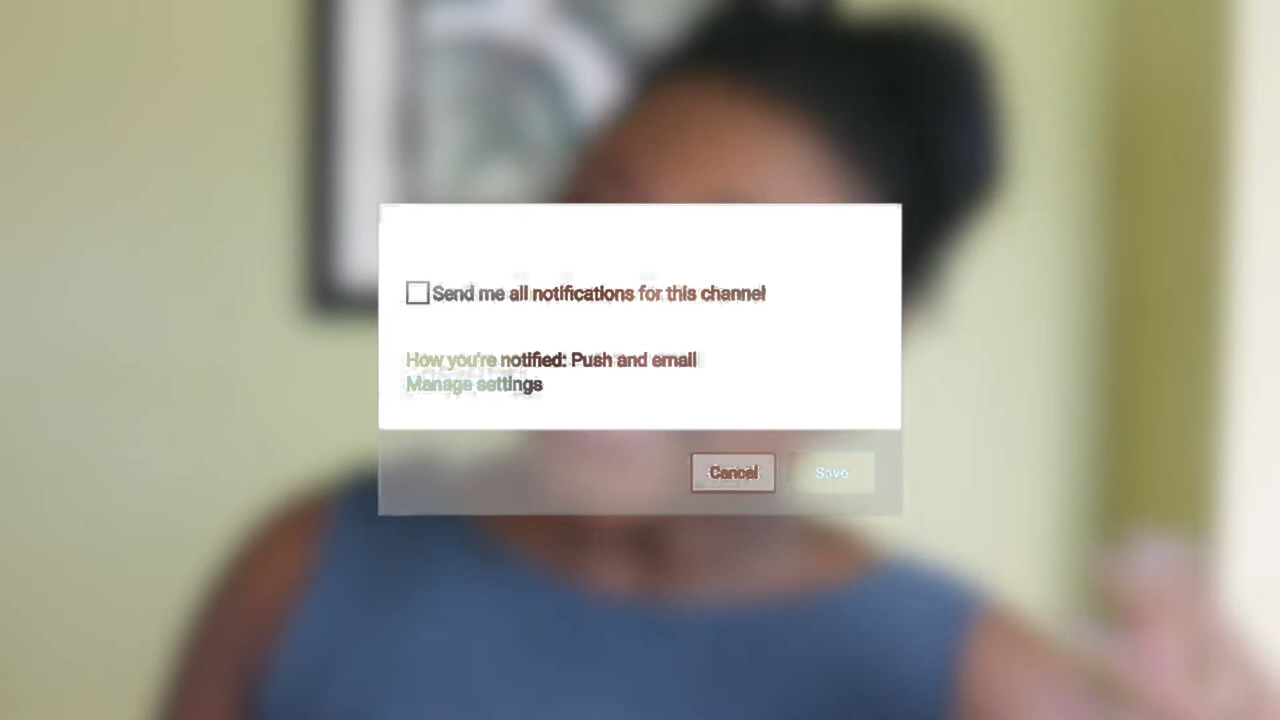 Send me all notifications for this channel
How you're notified: Push and email
Manage settings
Cancel
Save